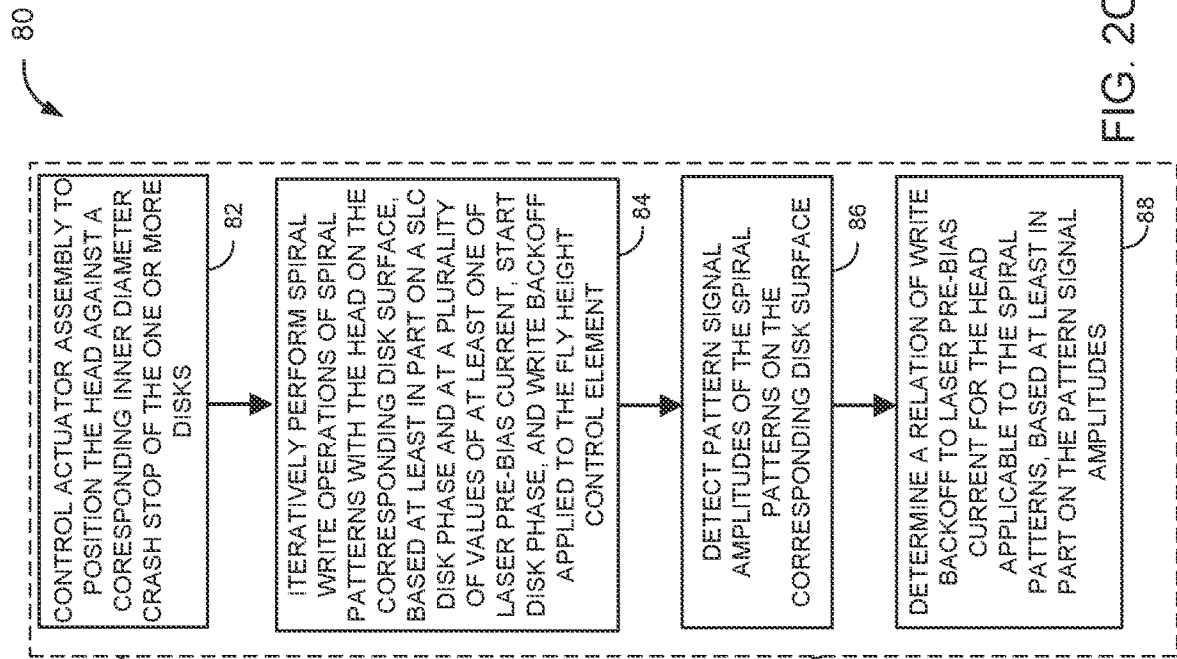 80
CONTROL ACTUATOR ASSEMBLY TO
POSITION THE HEAD AGAINST A
CORESPONDING INNER DIAMETER
CRASH STOP OF THE ONE OR MORE
DISKS
82
ITERATIVELY PERFORM SPIRAL
WRITE OPERATIONS OF SPIRAL
PATTERNS WITH THE HEAD ON THE
CORRESPONDING DISK SURFACE,
BASED AT LEAST IN PART ON A SLC
DISK PHASE AND AT A PLURALITY
OF VALUES OF AT LEAST ONE OF
LASER PRE-BIAS CURRENT, START
DISK PHASE, AND WRITE BACKOFF
APPLIED TO THE FLY HEIGHT
CONTROL ELEMENT
84
DETECT PATTERN SIGNAL
AMPLITUDES OF THE SPIRAL
PATTERNS ON THE
CORRESPONDING DISK SURFACE
86
DETERMINE A RELATION OF WRITE
BACKOFF TO LASER PRE-BIAS
CURRENT FOR THE HEAD
APPLICABLE TO THE SPIRAL
PATTERNS, BASED AT LEAST IN
PART ON THE PATTERN SIGNAL
AMPLITUDES
88
FIG. 2C